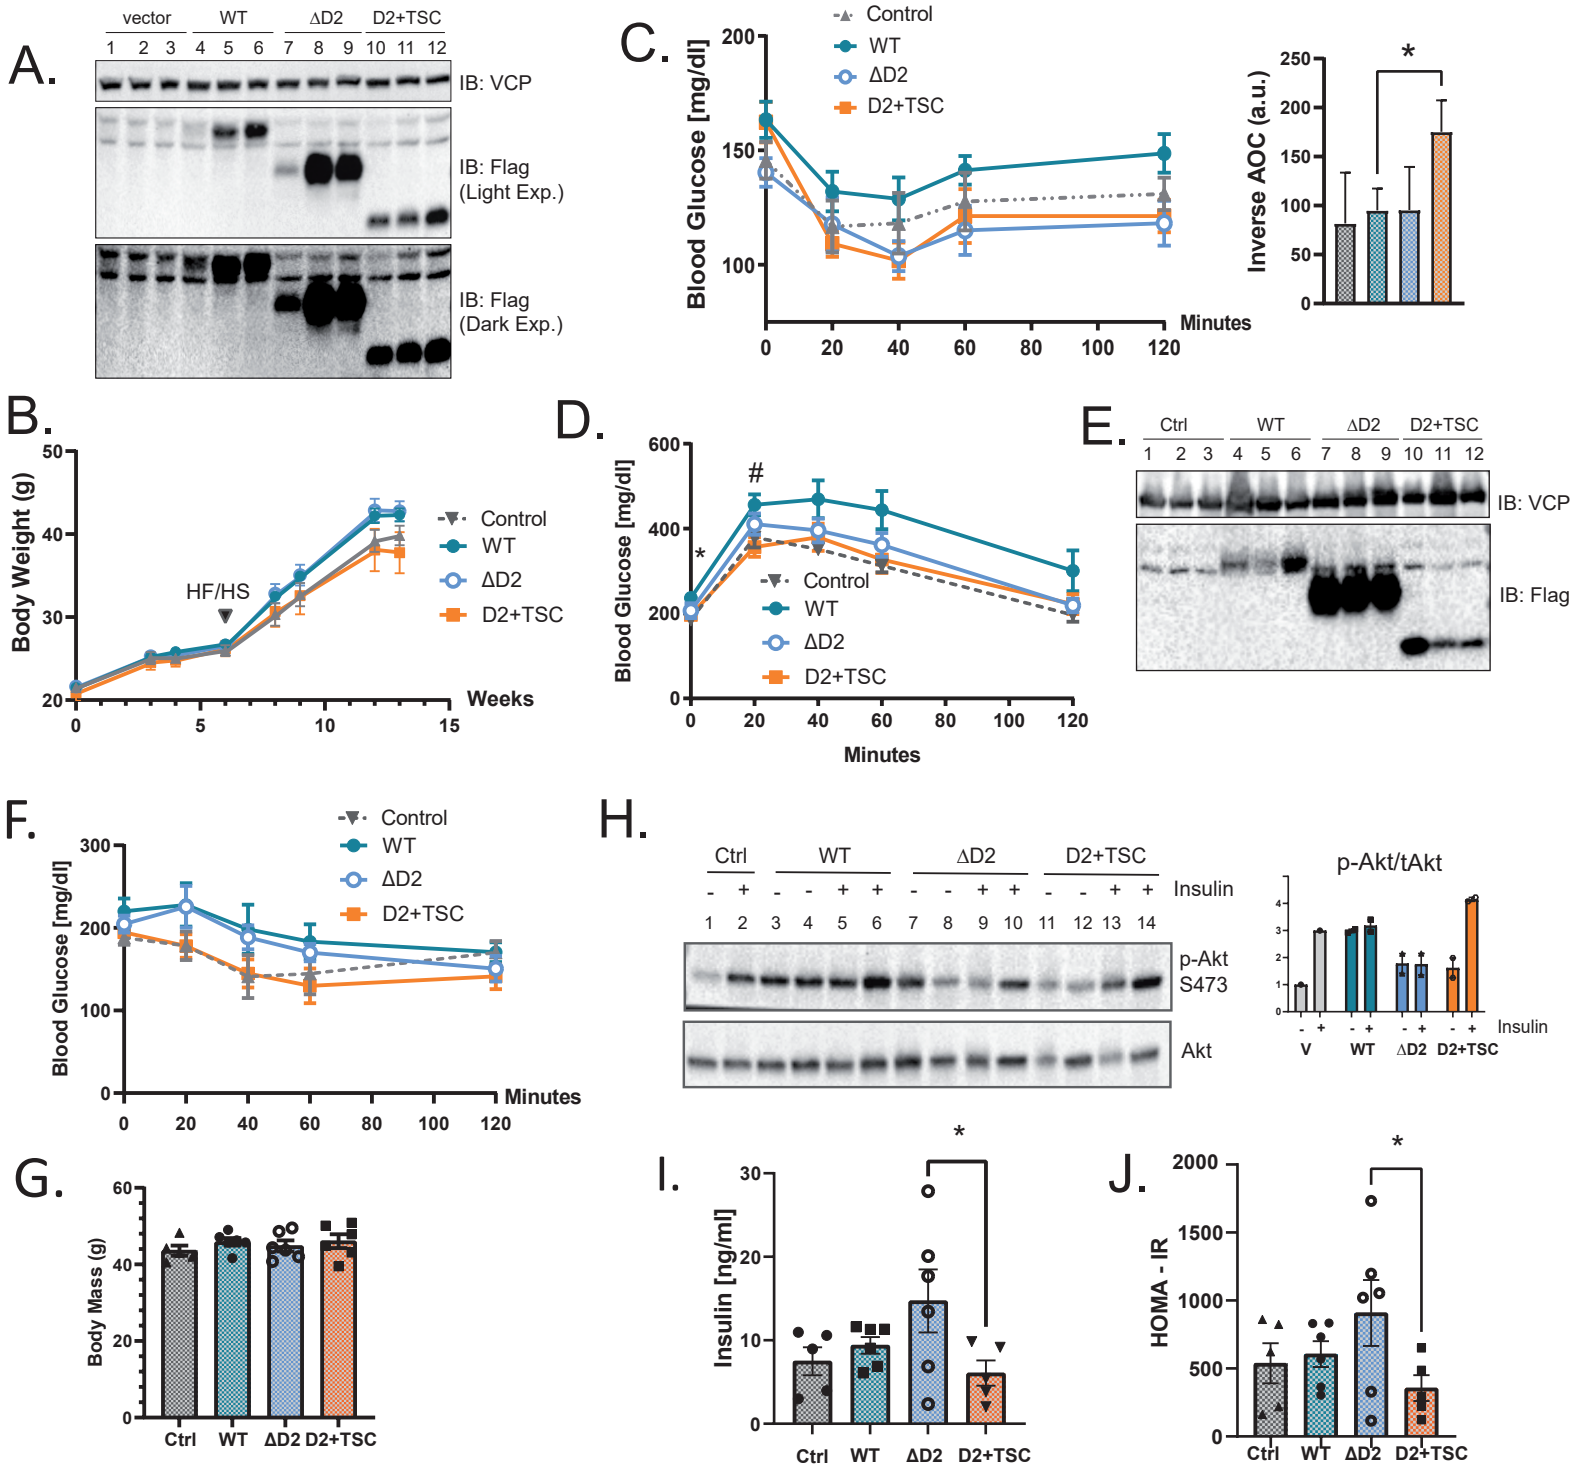 A.
vector WT ΔD2 D2+TSC
1 2 3 4 5 6 7 8 9 10 11 12
IB: VCP
IB: Flag
(Light Exp.)
IB: Flag
(Dark Exp.)
B.
Body Weight (g)
50
40
30
20
0 5 10 15
Weeks
HF/HS
Control
WT
ΔD2
D2+TSC
C.
Blood Glucose [mg/dl]
200
150
100
0 20 40 60 80 100 120
Minutes
Control
WT
ΔD2
D2+TSC
Inverse AOC (a.u.)
250
200
150
100
50
0
*
D.
Blood Glucose [mg/dl]
600
400
200
0
0 20 40 60 80 100 120
Minutes
*
#
Control
WT
ΔD2
D2+TSC
E.
Ctrl WT ΔD2 D2+TSC
1 2 3 4 5 6 7 8 9 10 11 12
IB: VCP
IB: Flag
F.
Blood Glucose [mg/dl]
300
200
100
0
0 20 40 60 80 100 120
Minutes
Control
WT
ΔD2
D2+TSC
G.
Body Mass (g)
60
40
20
0
Ctrl WT ΔD2 D2+TSC
H.
Ctrl WT ΔD2 D2+TSC
- + - - + + - - + + - - + + Insulin
1 2 3 4 5 6 7 8 9 10 11 12 13 14
p-Akt
S473
Akt
p-Akt/tAkt
4
3
2
1
0
- + - + - + - + Insulin
V WT ΔD2 D2+TSC
I.
Insulin [ng/ml]
30
20
10
0
*
Ctrl WT ΔD2 D2+TSC
J.
HOMA - IR
2000
1500
1000
500
0
*
Ctrl WT ΔD2 D2+TSC